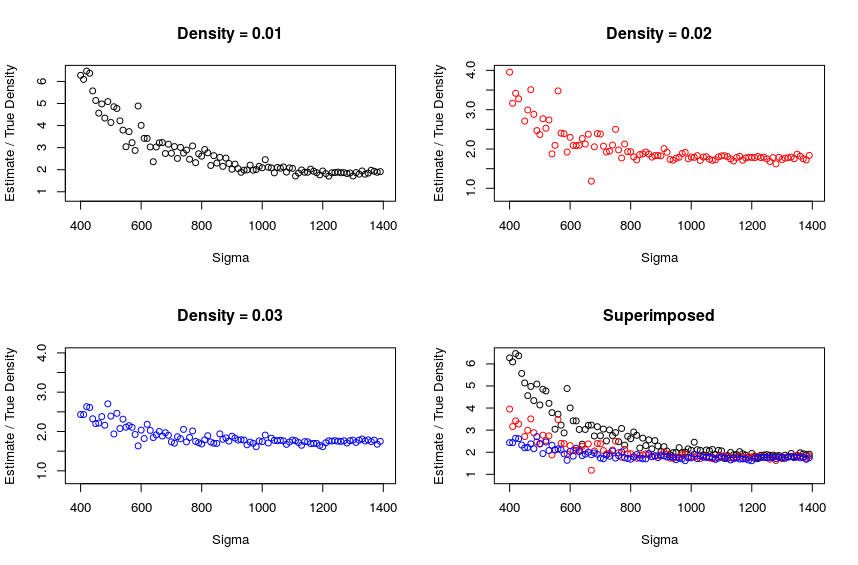 Density = 0.01
Estimate / True Density
1 2 3 4 5 6
400 600 800 1000 1200 1400
Sigma
Density = 0.02
Estimate / True Density
1.0 2.0 3.0 4.0
400 600 800 1000 1200 1400
Sigma
Density = 0.03
Estimate / True Density
1.0 2.0 3.0 4.0
400 600 800 1000 1200 1400
Sigma
Superimposed
Estimate / True Density
1 2 3 4 5 6
400 600 800 1000 1200 1400
Sigma